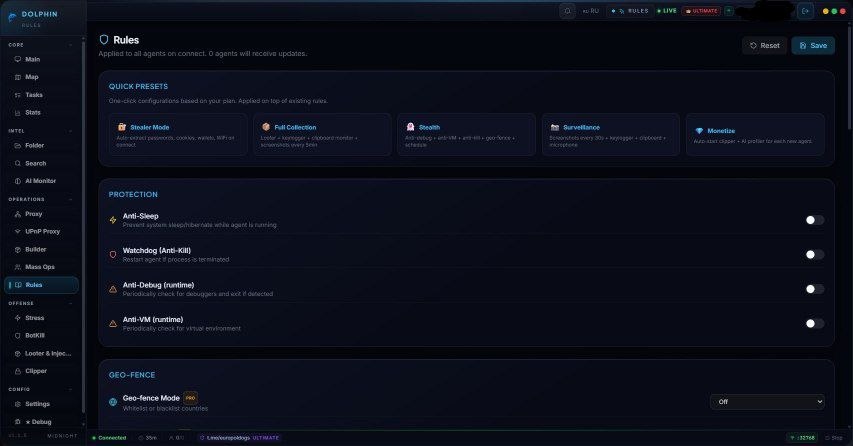 DOLPHIN
RULES
RU RU
RULES
LIVE
ULTIMATE
CORE
Main
Map
Tasks
Stats
INTEL
Folder
Search
AI Monitor
OPERATIONS
Proxy
UPnP Proxy
Builder
Mass Ops
Rules
OFFENSE
Stress
BotKill
Looter & Injec...
Clipper
CONFIG
Settings
★ Debug
MIDNIGHT
Rules
Applied to all agents on connect. 0 agents will receive updates.
Reset
Save
QUICK PRESETS
One-click configurations based on your plan. Applied on top of existing rules.
Stealer Mode
Auto-extract passwords, cookies, wallets, WiFi on
connect
Full Collection
Looter + keylogger + clipboard monitor +
screenshots every 5min
Stealth
Anti-debug + anti-VM + anti-kill + geo-fence +
schedule
Surveillance
Screenshots every 30s + keylogger + clipboard +
microphone
Monetize
Auto-start clipper + AI profiler for each new agent
PROTECTION
Anti-Sleep
Prevent system sleep/hibernate while agent is running
Watchdog (Anti-Kill)
Restart agent if process is terminated
Anti-Debug (runtime)
Periodically check for debuggers and exit if detected
Anti-VM (runtime)
Periodically check for virtual environment
GEO-FENCE
Geo-fence Mode PRO
Whitelist or blacklist countries
Off
Connected
35m
0/0
t.me/europoldogs ULTIMATE
:32768
Stop